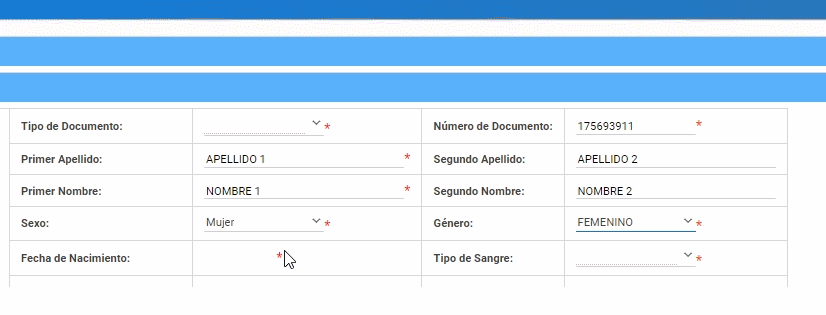 Tipo de Documento: * Número de Documento: 175693911 *
Primer Apellido: APELLIDO 1 * Segundo Apellido: APELLIDO 2
Primer Nombre: NOMBRE 1 * Segundo Nombre: NOMBRE 2
Sexo: Mujer * Género: FEMENINO *
Fecha de Nacimiento: * Tipo de Sangre: *